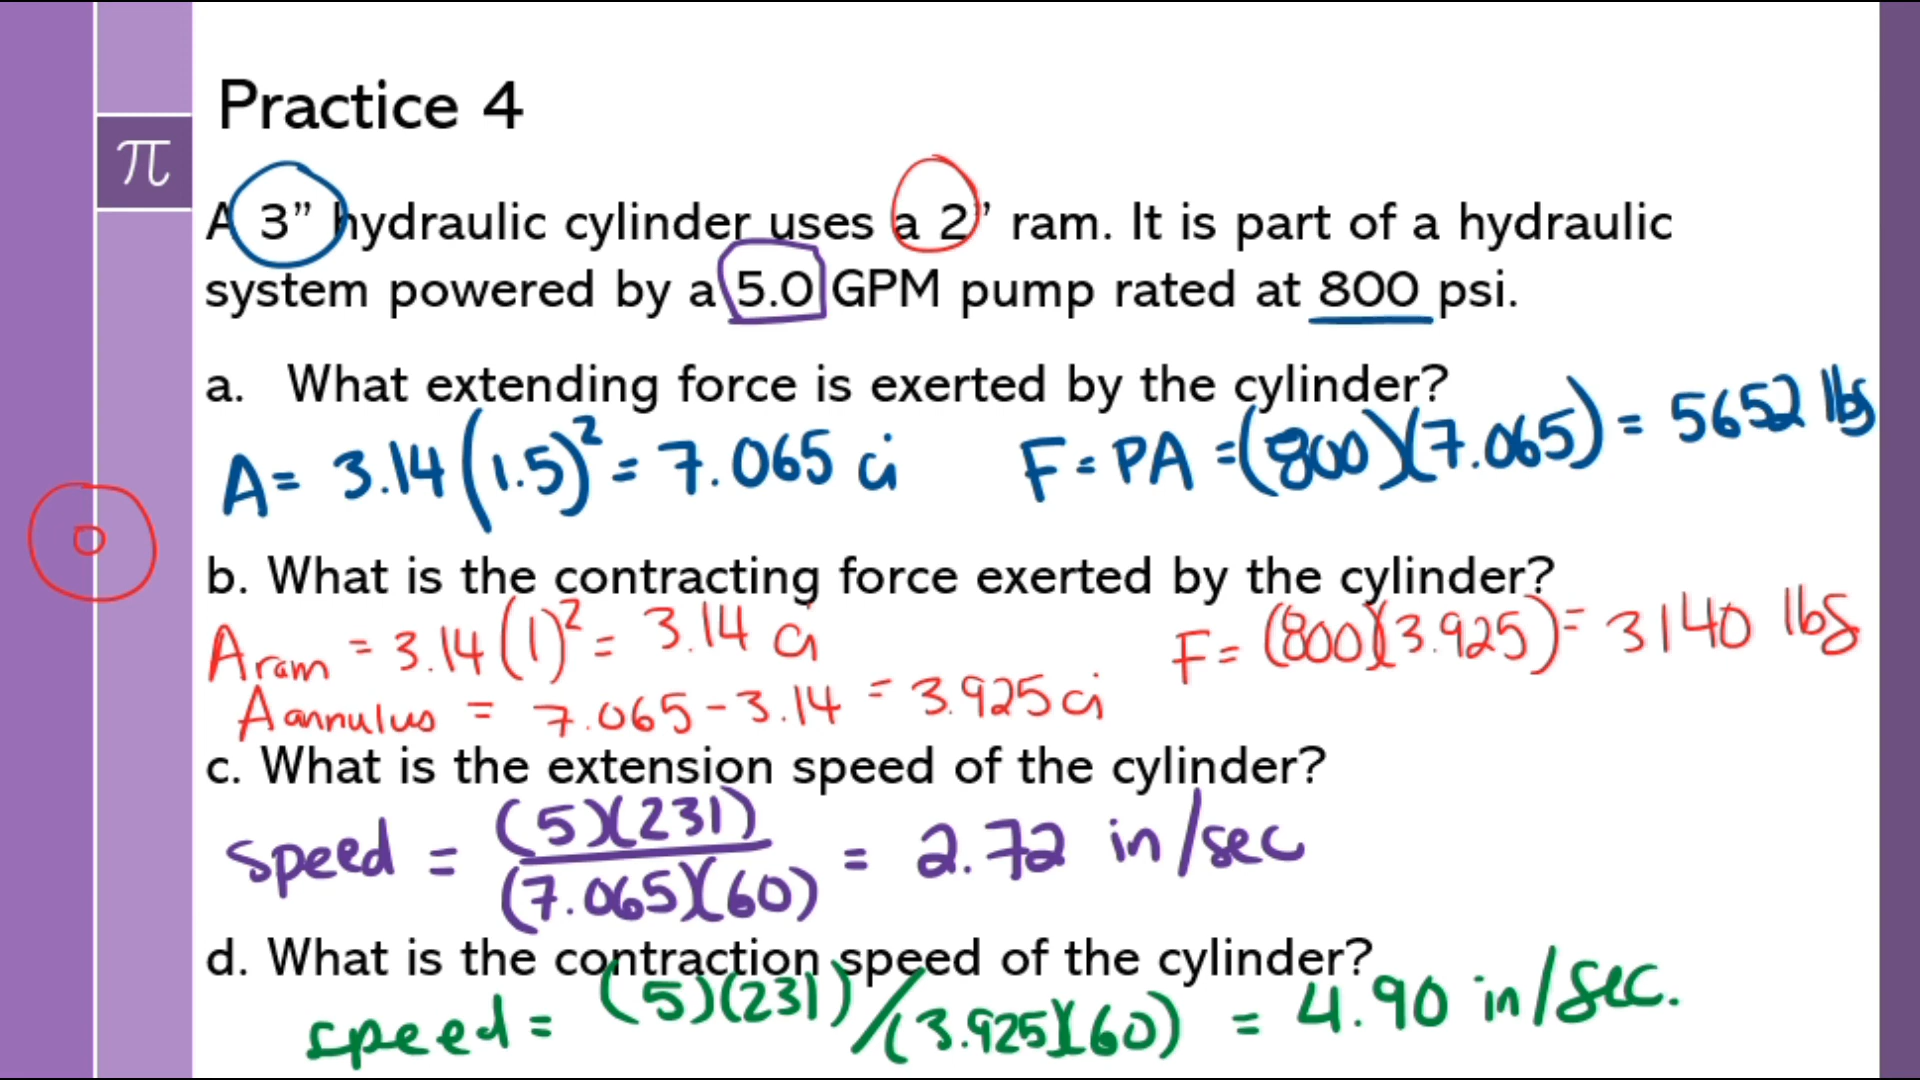 Practice 4
π
A 3” hydraulic cylinder uses a 2” ram. It is part of a hydraulic
system powered by a 5.0 GPM pump rated at 800 psi.
a. What extending force is exerted by the cylinder?
A = 3.14(1.5)² = 7.065 ci F = PA = (800)(7.065) = 5652 lbs
b. What is the contracting force exerted by the cylinder?
Aram = 3.14(1)² = 3.14 ci F = (800)(3.925) = 3140 lbs
Aannulus = 7.065 - 3.14 = 3.925 ci
c. What is the extension speed of the cylinder?
speed = (5)(231) / (7.065)(60) = 2.72 in/sec
d. What is the contraction speed of the cylinder?
speed = (5)(231)/(3.925)(60) = 4.90 in/sec.